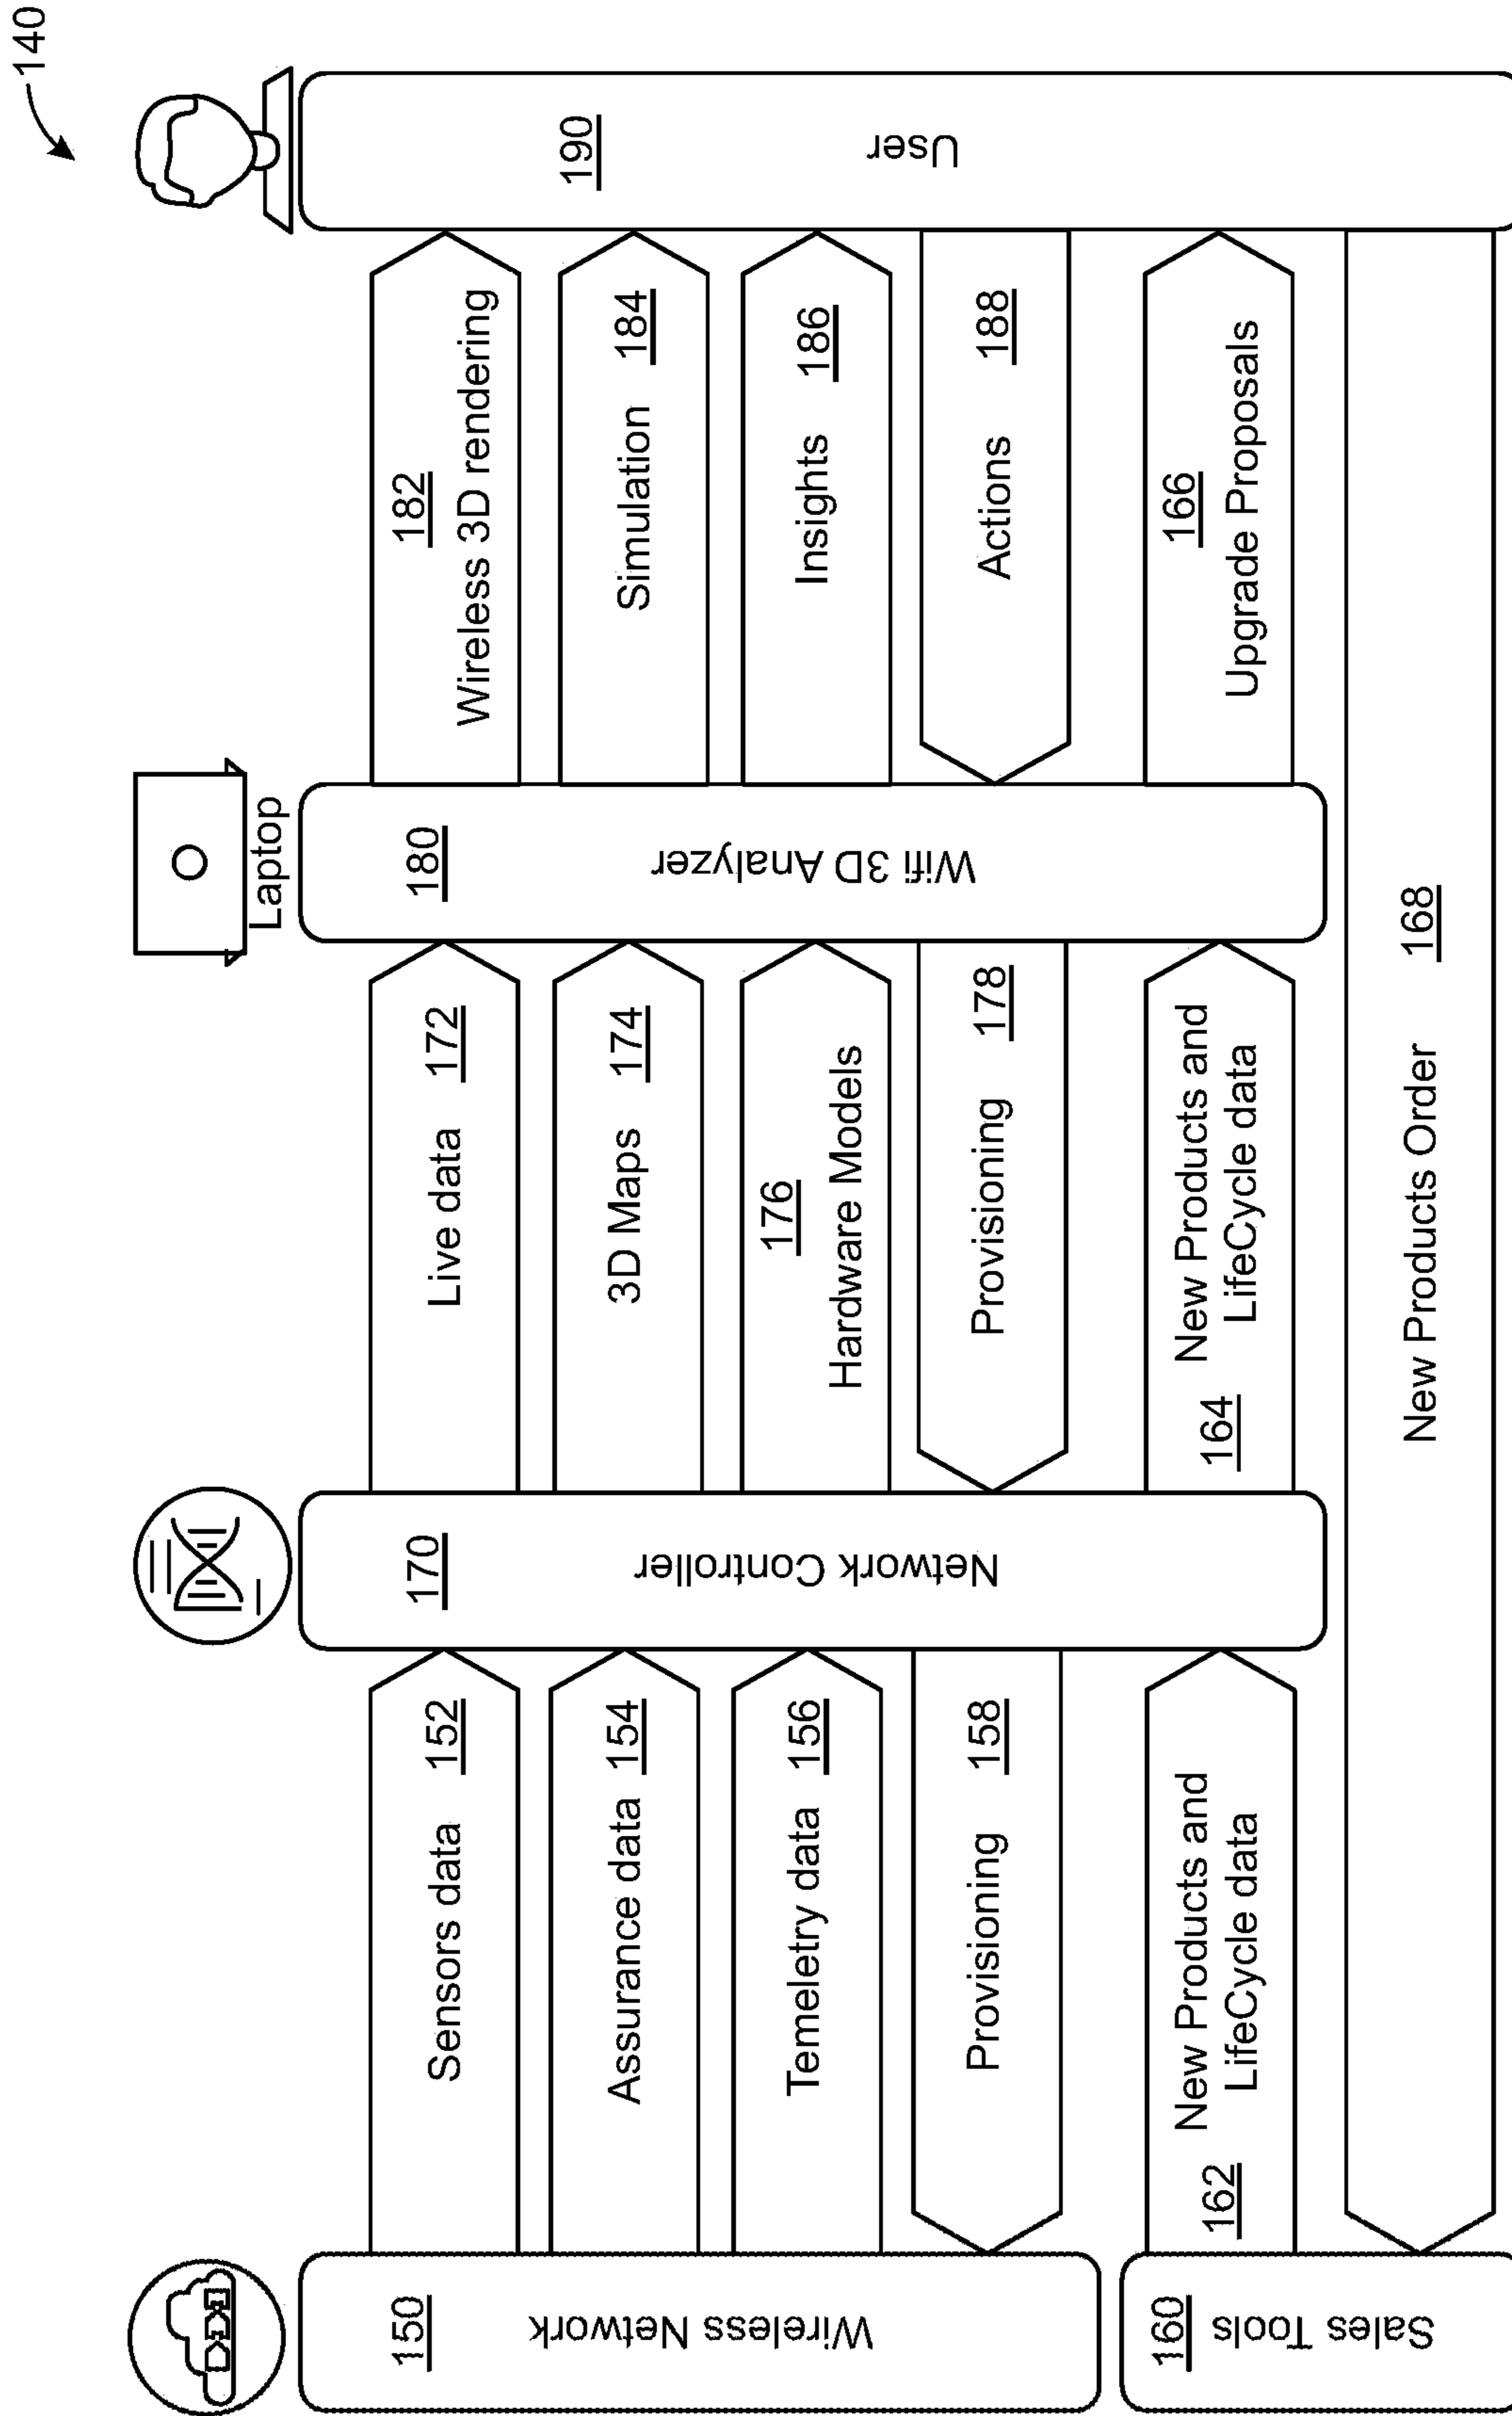 140
Laptop
150
Wireless Network
Sensors data 152
Assurance data 154
Temeletry data 156
Provisioning 158
160
Sales Tools
162
New Products and
LifeCycle data
170
Network Controller
Live data 172
3D Maps 174
176
Hardware Models
Provisioning 178
164
New Products and
LifeCycle data
180
Wifi 3D Analyzer
182
Wireless 3D rendering
Simulation 184
Insights 186
Actions 188
166
Upgrade Proposals
190
User
New Products Order 168